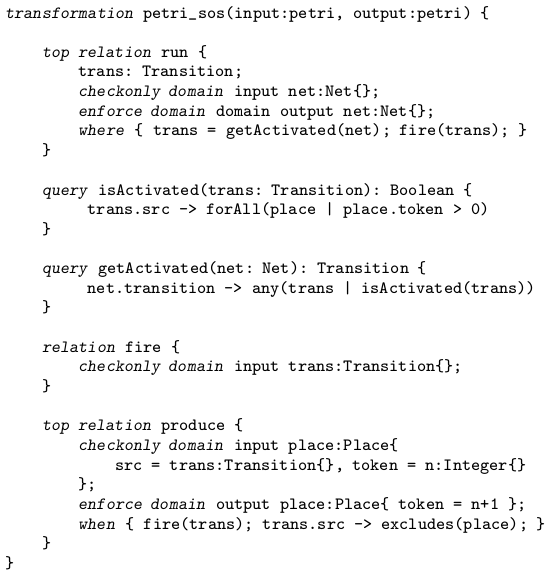 transformation petri_sos(input:petri, output:petri) {
top relation run {
trans: Transition;
checkonly domain input net:Net{};
enforce domain domain output net:Net{};
where { trans = getActivated(net); fire(trans); }
}
query isActivated(trans: Transition): Boolean {
trans.src -> forAll(place | place.token > 0)
}
query getActivated(net: Net): Transition {
net.transition -> any(trans | isActivated(trans))
}
relation fire {
checkonly domain input trans:Transition{};
}
top relation produce {
checkonly domain input place:Place{
src = trans:Transition{}, token = n:Integer{}
};
enforce domain output place:Place{ token = n+1 };
when { fire(trans); trans.src -> excludes(place); }
}
}